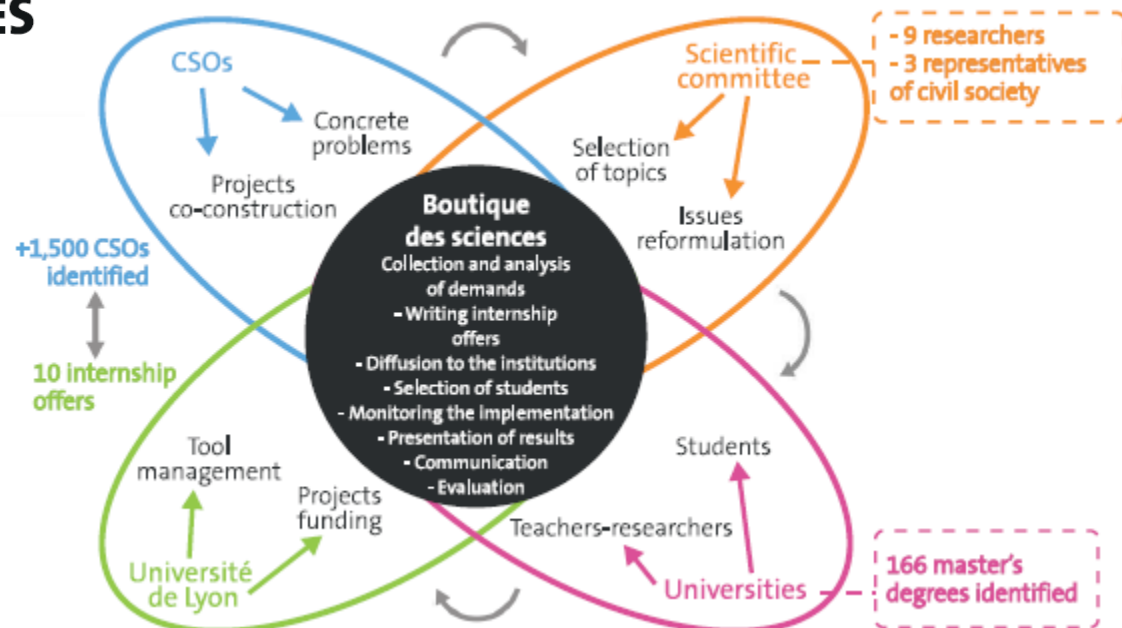 ES
CSOs
Concrete
problems
Projects
co-construction
+1,500 CSOs
identified
10 internship
offers
Scientific
committee
- 9 researchers
- 3 representatives
of civil society
Selection
of topics
Issues
reformulation
Boutique
des sciences
Collection and analysis
of demands
- Writing internship
offers
- Diffusion to the institutions
- Selection of students
- Monitoring the implementation
- Presentation of results
- Communication
- Evaluation
Tool
management
Projects
funding
Université
de Lyon
Students
Teachers-researchers
Universities
166 master's
degrees identified